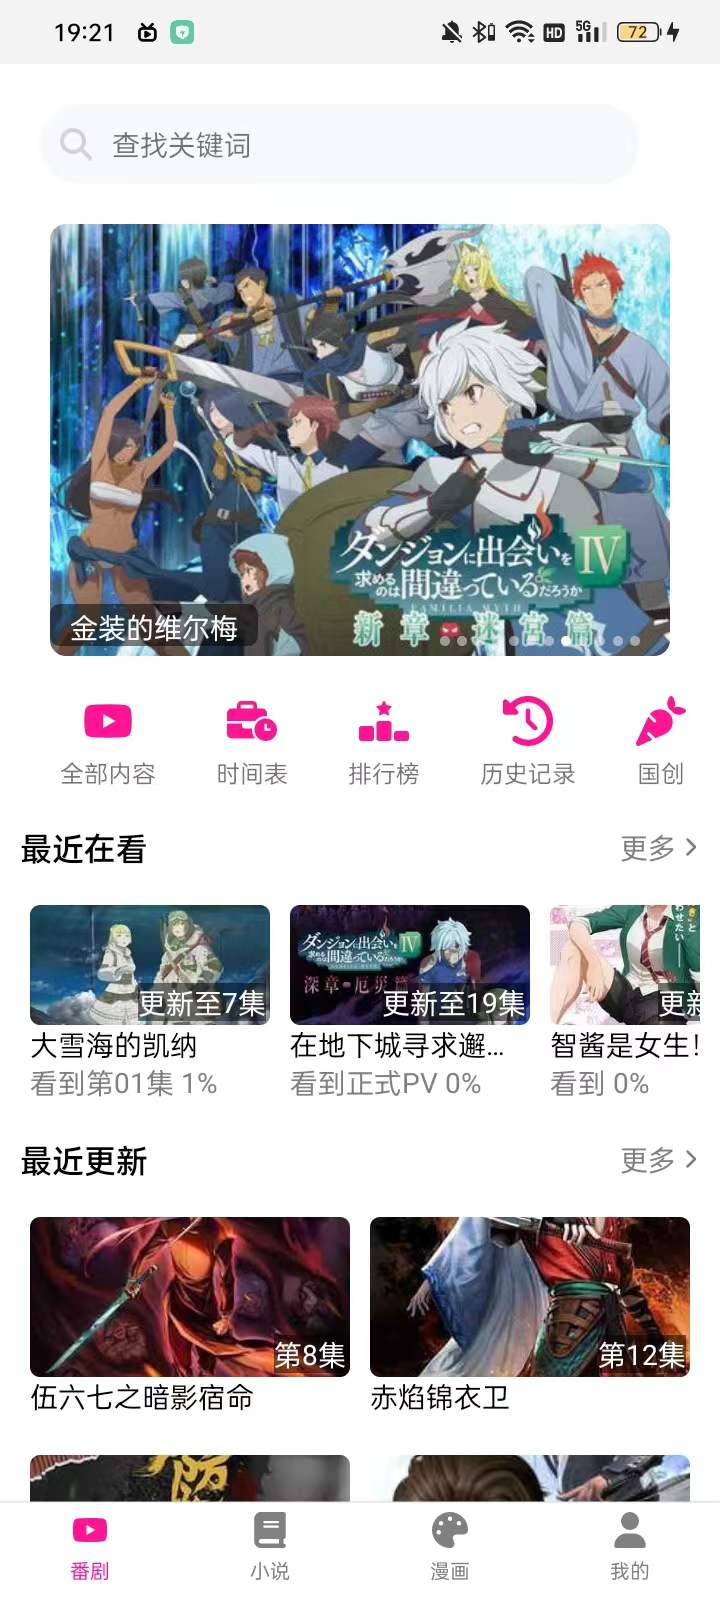 19:21
HD
5G
72
查找关键词
ダンジョンに出会いを
求めるのは間違っているだろうか
IV
FAMILIA MYTH
新章 迷宮篇
金装的维尔梅
全部内容
时间表
排行榜
历史记录
国创
最近在看
更多
ダンジョンに出会いを
求めるのは間違っているだろうか
IV
深章 厄災篇
更新至7集
更新至19集
更新
大雪海的凯纳
在地下城寻求邂...
智酱是女生!
看到第01集 1%
看到正式PV 0%
看到 0%
最近更新
更多
第8集
第12集
伍六七之暗影宿命
赤焰锦衣卫
番剧
小说
漫画
我的